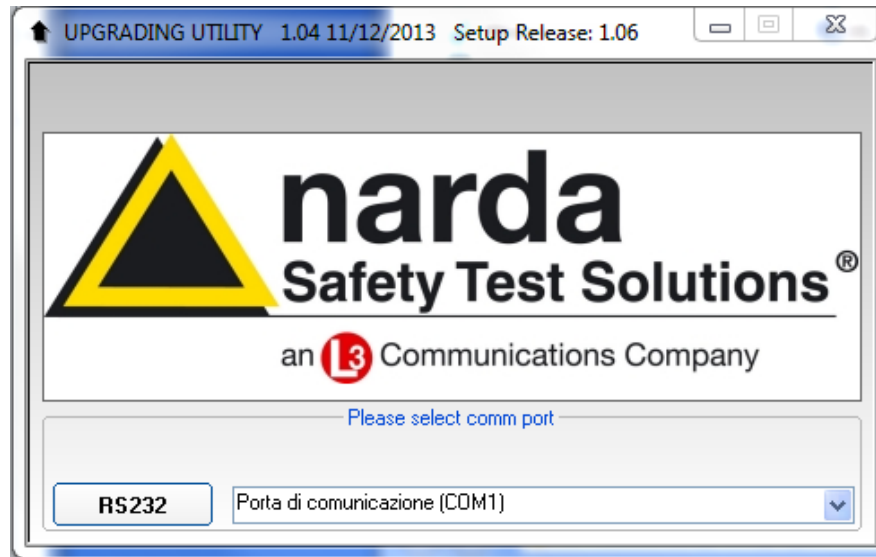 UPGRADING UTILITY 1.04 11/12/2013 Setup Release: 1.06
narda
Safety Test Solutions®
an L3 Communications Company
Please select comm port
RS232 Porta di comunicazione (COM1)